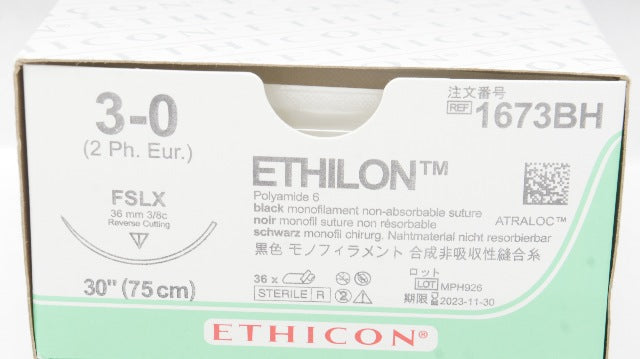 3-0
(2 Ph. Eur.)
FSLX
36 mm 3/8c
Reverse Cutting
30" (75 cm)
ETHILON™
Polyamide 6
black monofilament non-absorbable suture
noir monofil suture non résorbable
schwarz monofil chirurg. Nahtmaterial nicht resorbierbar
黒色 モノフィラメント 合成非吸収性縫合糸
36 x
STERILE R
注文番号
REF 1673BH
ATRALOC™
ロット
LOT MPH926
期限 2023-11-30
ETHICON®